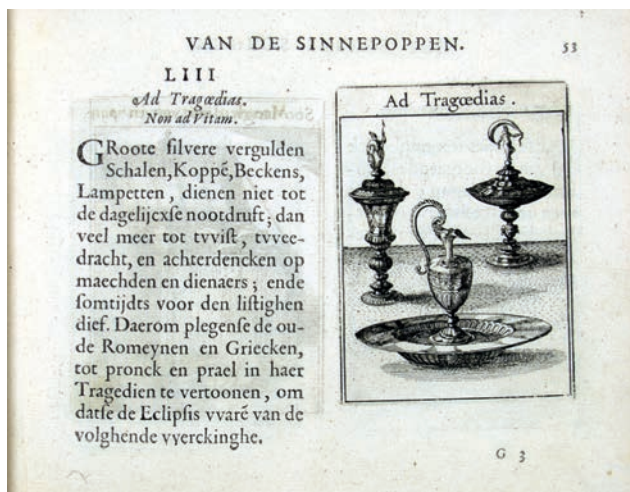 VAN DE SINNEPOPPEN. 53
LIII
Ad Tragœdias.
Non ad Vitam.
GRoote ſilvere vergulden
Schalen, Koppẽ, Beckens,
Lampetten, dienen niet tot
de dagelijcxſe nootdruft; dan
veel meer tot tvviſt, tvvee-
dracht, en achterdencken op
maechden en dienaers; ende
ſomtijdts voor den liſtighen
dief. Daerom plegenſe de ou-
de Romeynen en Griecken,
tot pronck en prael in haer
Tragedien te vertoonen, om
datſe de Eclipſis vvarẽ van de
volghende vverckinghe.
Ad Tragœdias.
G 3